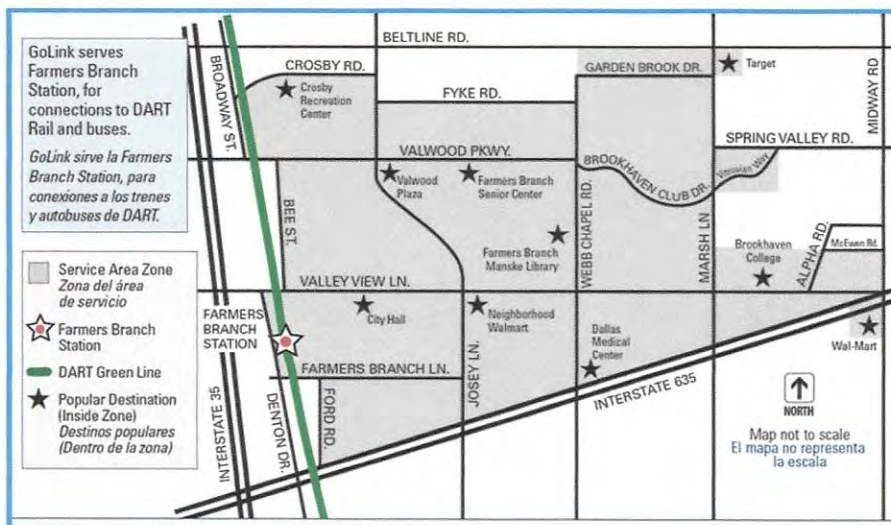 GoLink serves
Farmers Branch
Station, for
connections to DART
Rail and buses.
GoLink sirve la Farmers
Branch Station, para
conexiones a los trenes
y autobuses de DART.
Service Area Zone
Zona del área
de servicio
Farmers Branch
Station
DART Green Line
Popular Destination
(Inside Zone)
Destinos populares
(Dentro de la zona)
BELTLINE RD.
BROADWAY ST.
CROSBY RD.
Crosby
Recreation
Center
FYKE RD.
GARDEN BROOK DR.
Target
MIDWAY RD
VALWOOD PKWY.
SPRING VALLEY RD.
BROOKHAVEN CLUB DR.
Vitruvian Way
Valwood
Plaza
Farmers Branch
Senior Center
BEE ST.
Farmers Branch
Manske Library
WEBB CHAPEL RD.
MARSH LN
Brookhaven
College
ALPHA RD.
McEwen Rd.
VALLEY VIEW LN.
FARMERS
BRANCH
STATION
City Hall
Neighborhood
Walmart
Dallas
Medical
Center
Wal-Mart
FARMERS BRANCH LN.
JOSEY LN.
INTERSTATE 635
INTERSTATE 35
DENTON DR.
FORD RD.
NORTH
Map not to scale
El mapa no representa
la escala